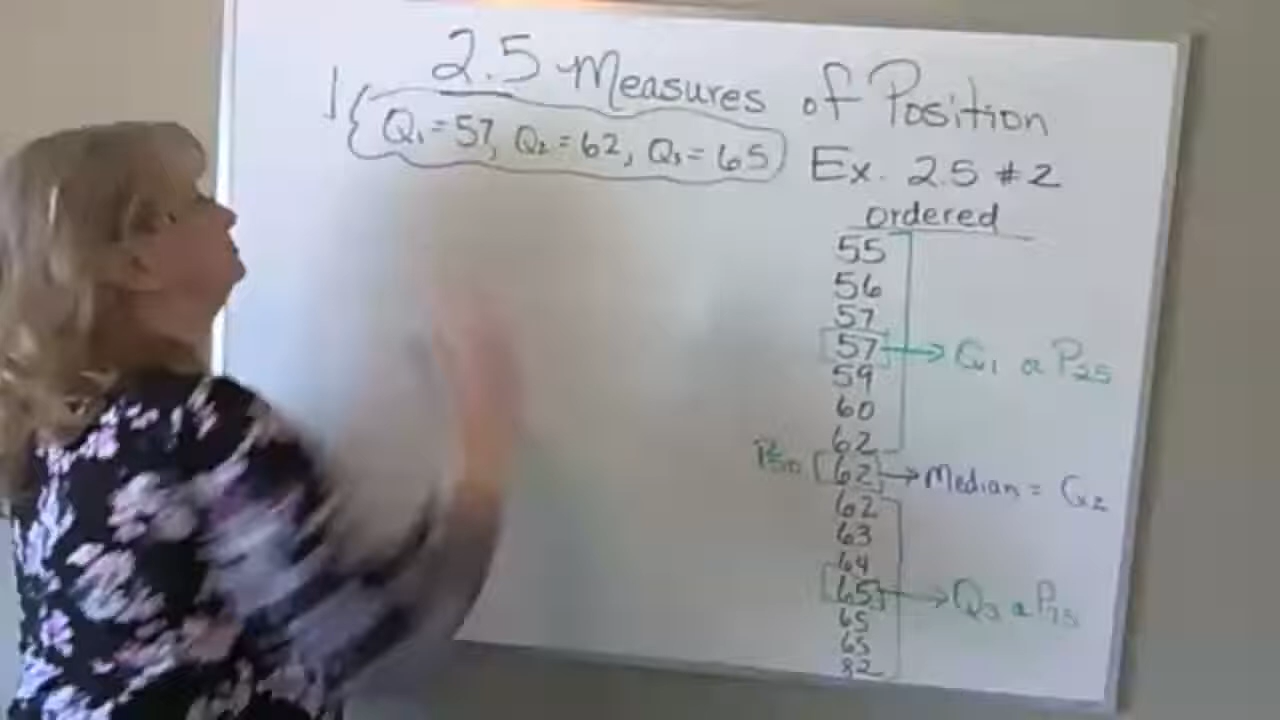 2.5 Measures of Position
Q₁ = 57, Q₂ = 62, Q₃ = 65
Ex. 2.5 #2
ordered
55
56
57
57 → Q₁ or P₂₅
59
60
62
P₅₀ 62 → Median = Q₂
62
63
64
65 → Q₃ or P₇₅
65
65
82